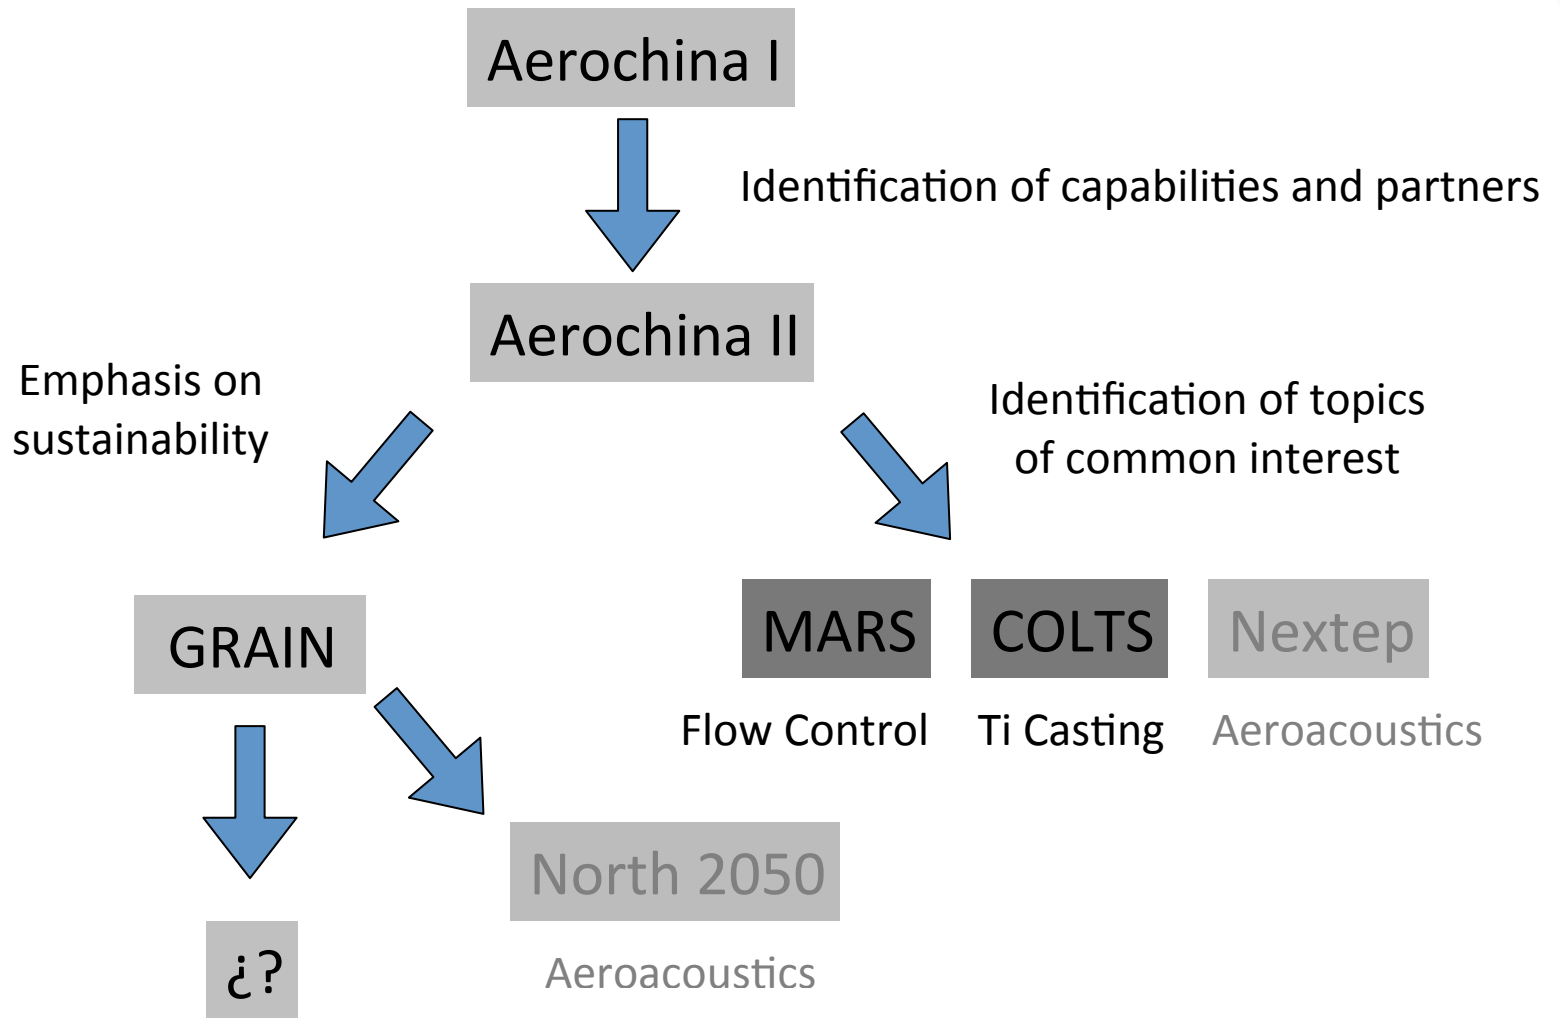 Aerochina I
Identification of capabilities and partners
Aerochina II
Emphasis on
sustainability
Identification of topics
of common interest
GRAIN
MARS
COLTS
Nextep
Flow Control
Ti Casting
Aeroacoustics
North 2050
Aeroacoustics
¿?